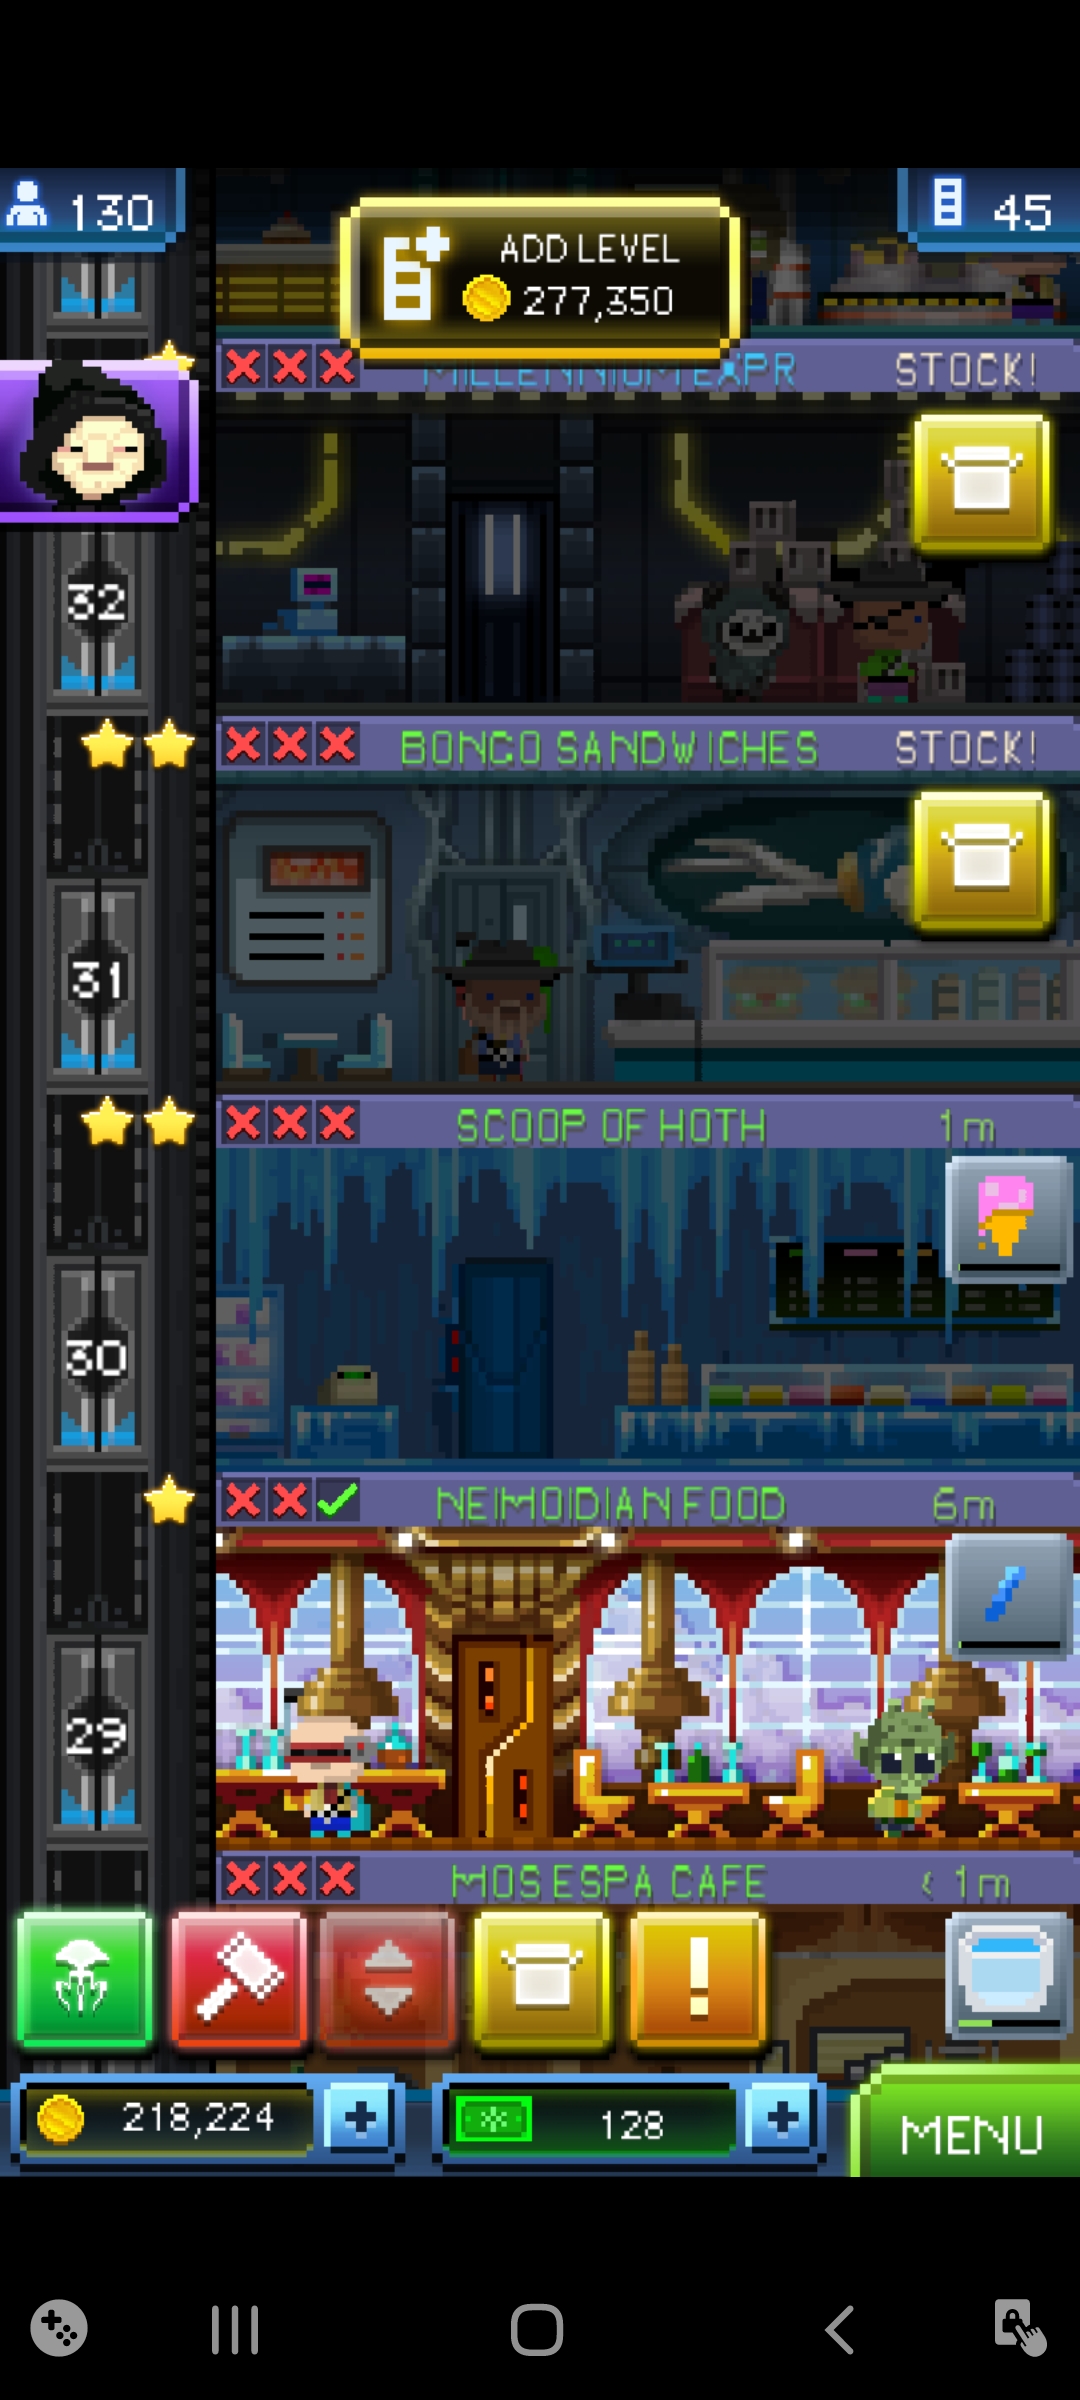 130
45
ADD LEVEL
277,350
MILLENNIUM EXPR
STOCK!
32
BONGO SANDWICHES
STOCK!
31
SCOOP OF HOTH
1m
30
NEIMOIDIAN FOOD
6m
29
MOS ESPA CAFE
< 1m
218,224
128
MENU